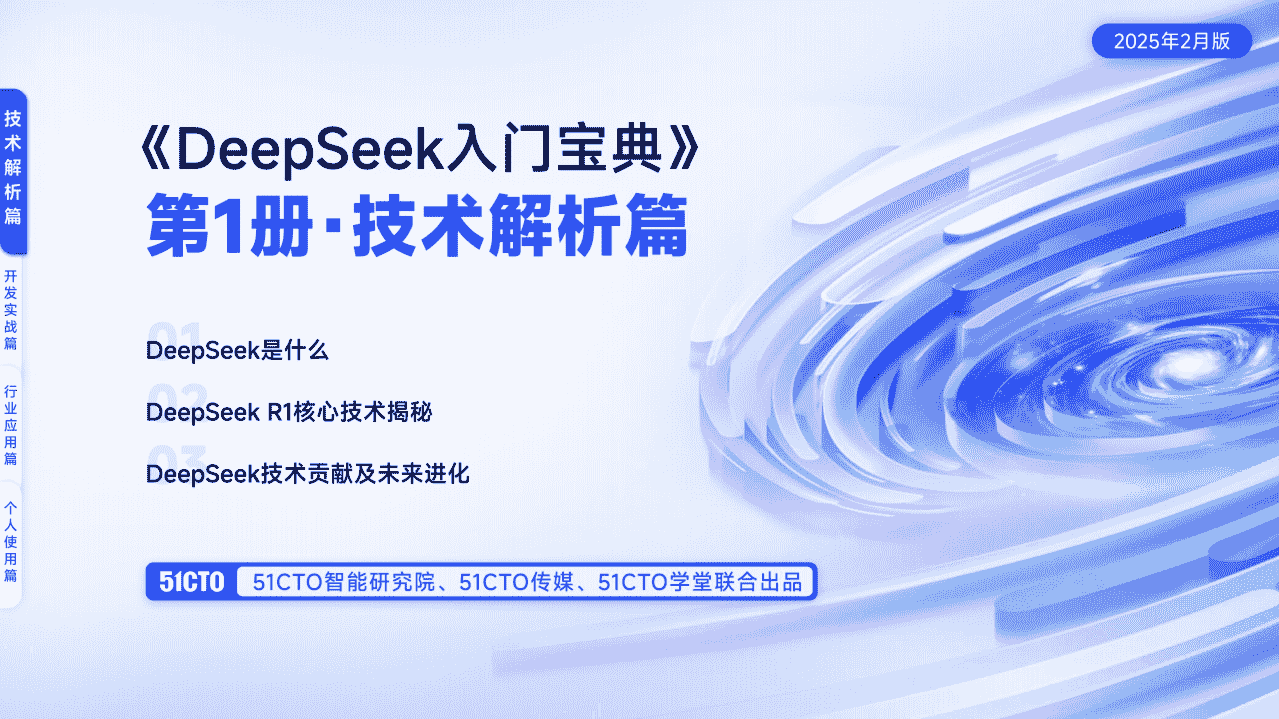 2025年2月版
技术解析篇
开发实战篇
行业应用篇
个人使用篇
《DeepSeek入门宝典》
第1册·技术解析篇
01
DeepSeek是什么
02
DeepSeek R1核心技术揭秘
03
DeepSeek技术贡献及未来进化
51CTO 51CTO智能研究院、51CTO传媒、51CTO学堂联合出品